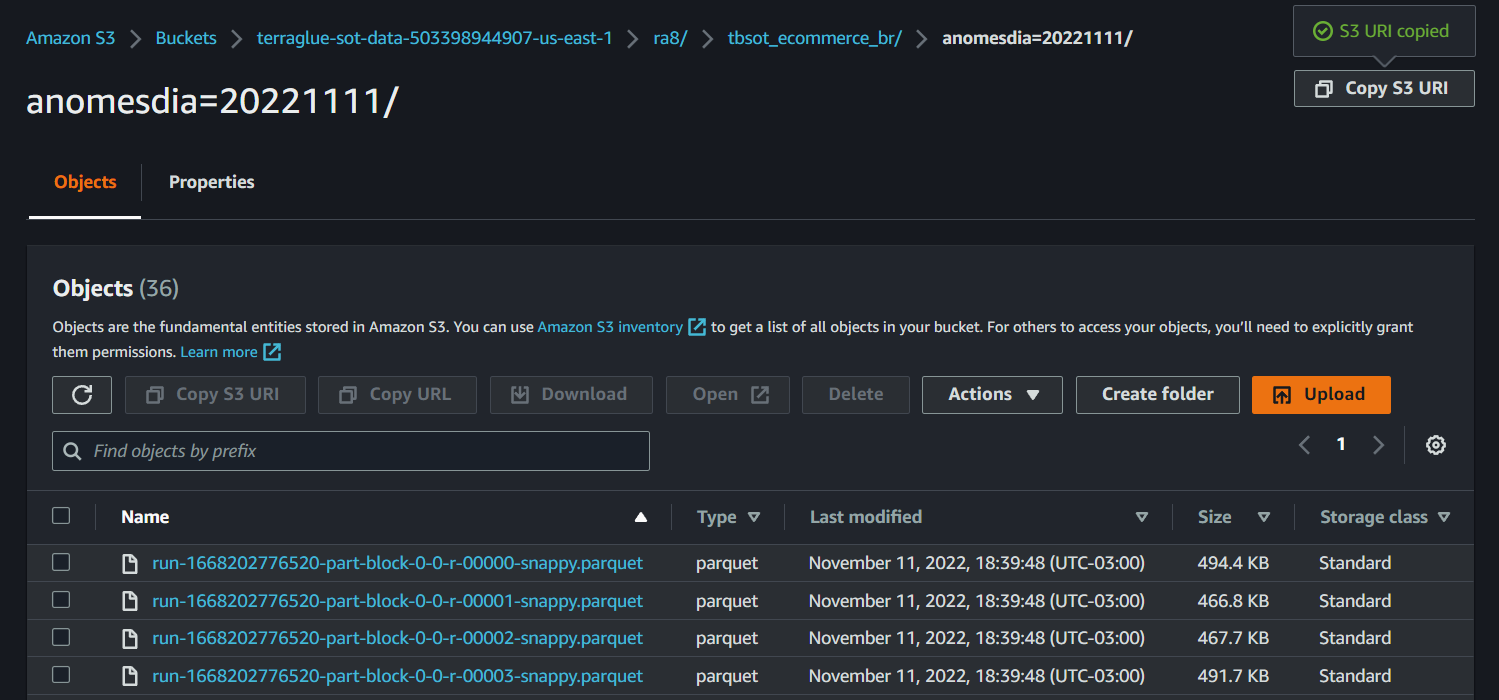 Amazon S3 > Buckets > terraglue-sot-data-503398944907-us-east-1 > ra8/ > tbsot_ecommerce_br/ > anomesdia=20221111/
S3 URI copied
anomesdia=20221111/
Copy S3 URI
Objects Properties
Objects (36)
Objects are the fundamental entities stored in Amazon S3. You can use Amazon S3 inventory to get a list of all objects in your bucket. For others to access your objects, you'll need to explicitly grant
them permissions. Learn more
Copy S3 URI Copy URL Download Open Delete Actions Create folder Upload
Find objects by prefix
1
Name Type Last modified Size Storage class
run-1668202776520-part-block-0-0-r-00000-snappy.parquet parquet November 11, 2022, 18:39:48 (UTC-03:00) 494.4 KB Standard
run-1668202776520-part-block-0-0-r-00001-snappy.parquet parquet November 11, 2022, 18:39:48 (UTC-03:00) 466.8 KB Standard
run-1668202776520-part-block-0-0-r-00002-snappy.parquet parquet November 11, 2022, 18:39:48 (UTC-03:00) 467.7 KB Standard
run-1668202776520-part-block-0-0-r-00003-snappy.parquet parquet November 11, 2022, 18:39:48 (UTC-03:00) 491.7 KB Standard